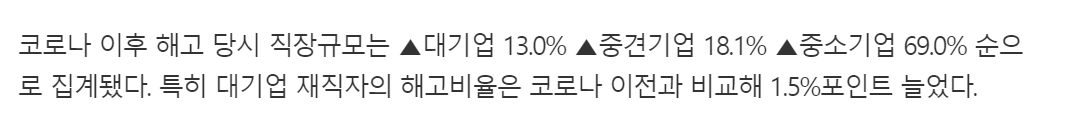 코로나 이후 해고 당시 직장규모는 ▲대기업 13.0% ▲중견기업 18.1% ▲중소기업 69.0% 순으
로 집계됐다. 특히 대기업 재직자의 해고비율은 코로나 이전과 비교해 1.5%포인트 늘었다.